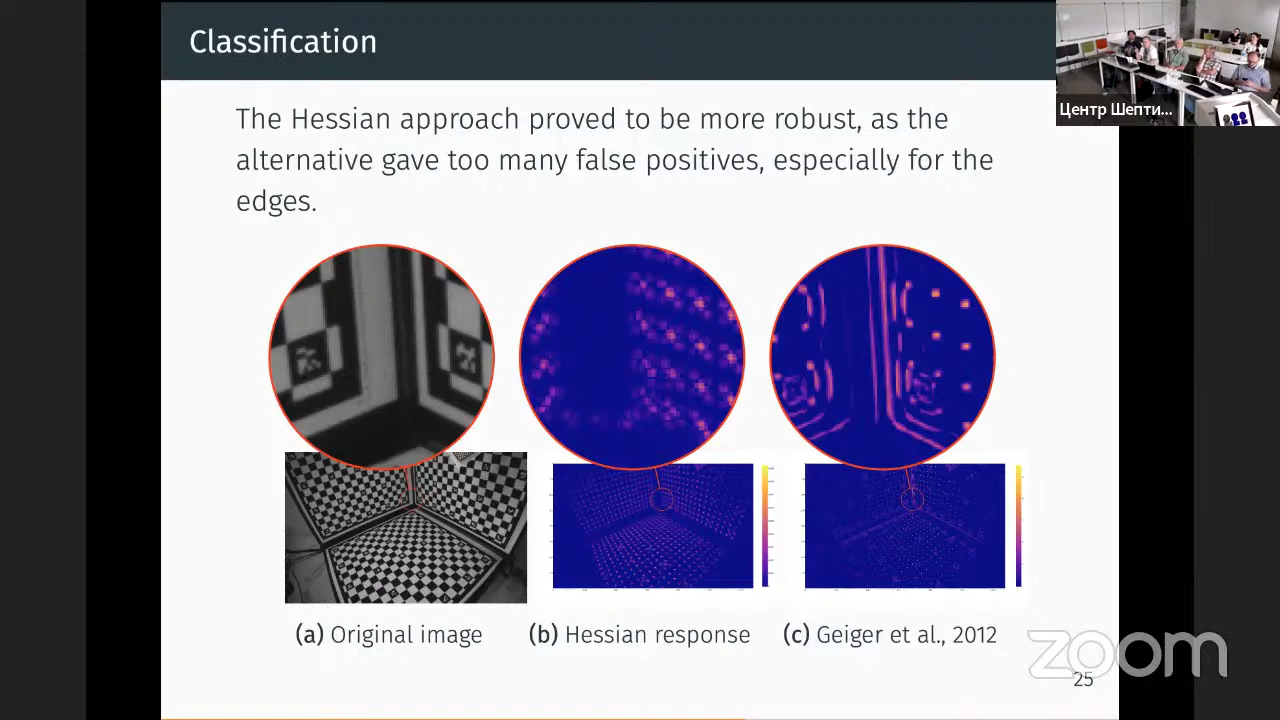 Classification
Центр Шепти...
The Hessian approach proved to be more robust, as the
alternative gave too many false positives, especially for the
edges.
(a) Original image
(b) Hessian response
(c) Geiger et al., 2012
zoom
25